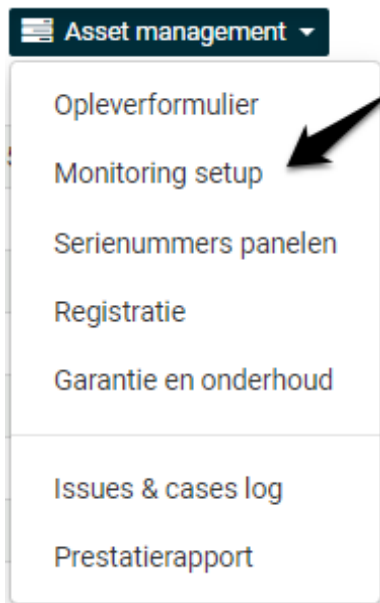 Asset management
Opleverformulier
Monitoring setup
Serienummers panelen
Registratie
Garantie en onderhoud
Issues & cases log
Prestatierapport